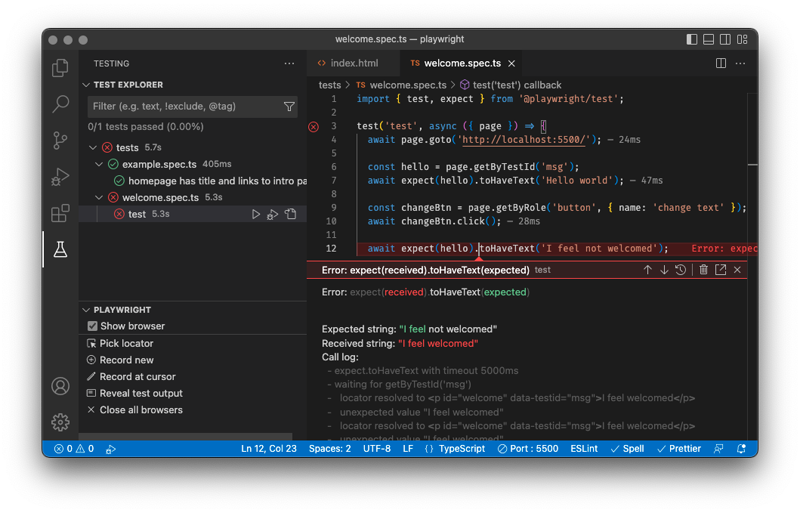 welcome.spec.ts — playwright
TESTING
TEST EXPLORER
Filter (e.g. text, !exclude, @tag)
0/1 tests passed (0.00%)
tests 5.7s
example.spec.ts 405ms
homepage has title and links to intro pa
welcome.spec.ts 5.3s
test 5.3s
PLAYWRIGHT
Show browser
Pick locator
Record new
Record at cursor
Reveal test output
Close all browsers
index.html
TS welcome.spec.ts
tests > TS welcome.spec.ts > test('test') callback
1 import { test, expect } from '@playwright/test';
2
3 test('test', async ({ page }) => {
4 await page.goto('http://localhost:5500/'); — 24ms
5
6 const hello = page.getByTestId('msg');
7 await expect(hello).toHaveText('Hello world'); — 47ms
8
9 const changeBtn = page.getByRole('button', { name: 'change text' });
10 await changeBtn.click(); — 28ms
11
12 await expect(hello).toHaveText('I feel not welcomed'); Error: expec
Error: expect(received).toHaveText(expected) test
Error: expect(received).toHaveText(expected)
Expected string: "I feel not welcomed"
Received string: "I feel welcomed"
Call log:
- expect.toHaveText with timeout 5000ms
- waiting for getByTestId('msg')
- locator resolved to <p id="welcome" data-testid="msg">I feel welcomed</p>
- unexpected value "I feel welcomed"
- locator resolved to <p id="welcome" data-testid="msg">I feel welcomed</p>
- unexpected value "I feel welcomed"
0 0
Ln 12, Col 23
Spaces: 2
UTF-8
LF
{ } TypeScript
Port : 5500
ESLint
Spell
Prettier